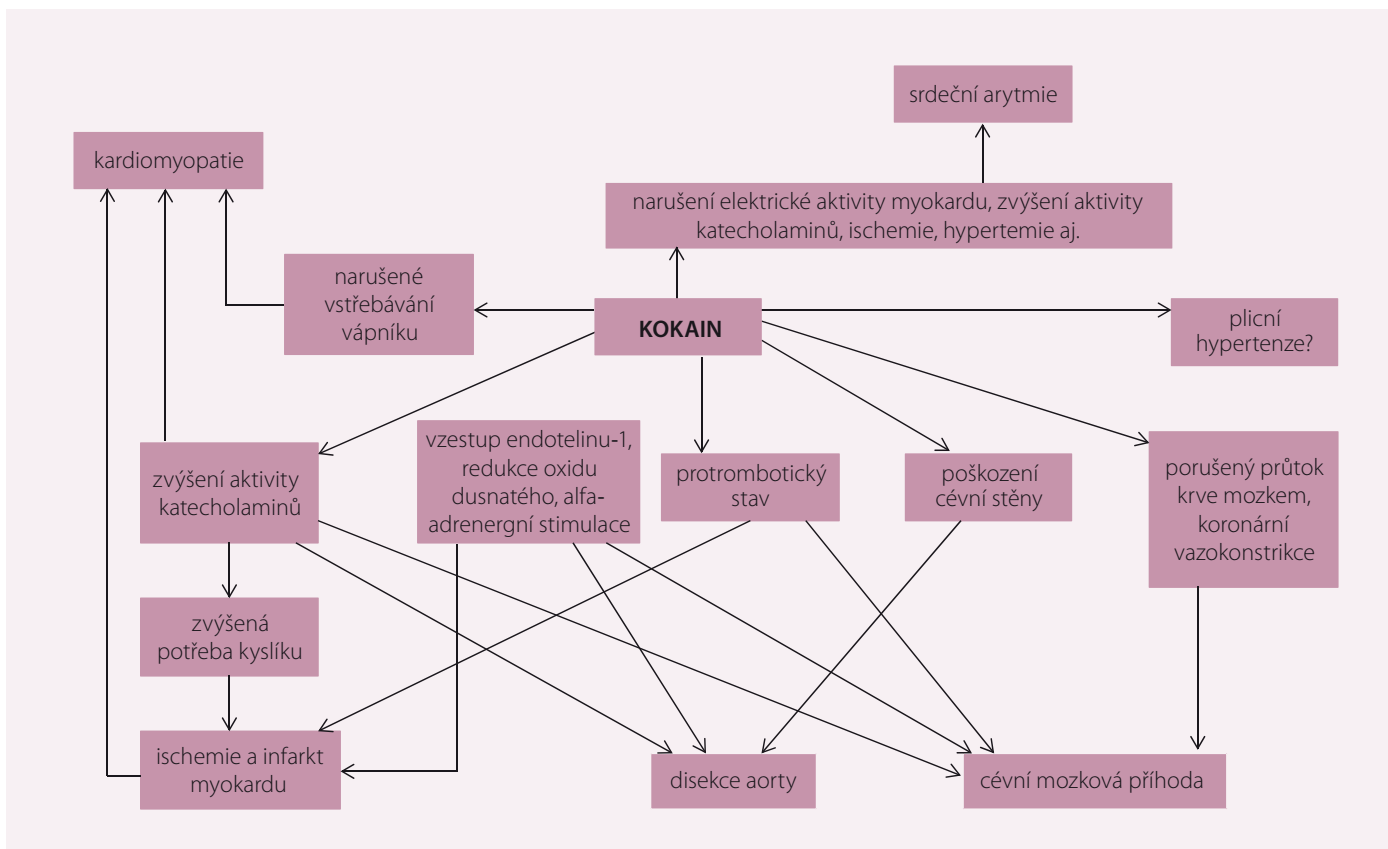 srdeční arytmie
kardiomyopatie
narušení elektrické aktivity myokardu, zvýšení aktivity
katecholaminů, ischemie, hypertemie aj.
narušené
vstřebávání
vápníku
KOKAIN
plicní
hypertenze?
zvýšení aktivity
katecholaminů
vzestup endotelinu-1,
redukce oxidu
dusnatého, alfa-
adrenergní stimulace
protrombotický
stav
poškození
cévní stěny
porušený průtok
krve mozkem,
koronární
vazokonstrikce
zvýšená
potřeba kyslíku
ischemie a infarkt
myokardu
disekce aorty
cévní mozková příhoda